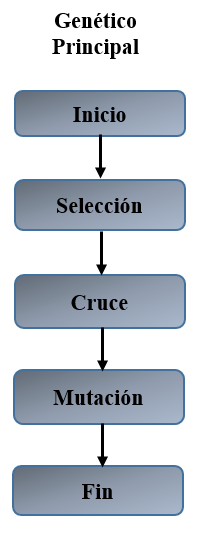 Genético
Principal
Inicio
Selección
Cruce
Mutación
Fin